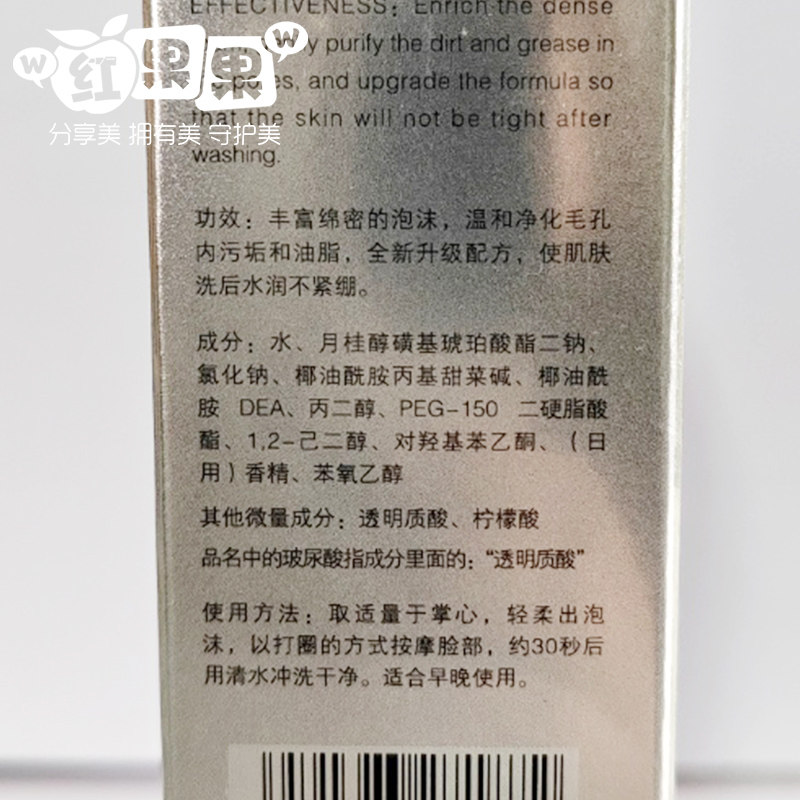 EFFECTIVENESS: Enrich the dense
purify the dirt and grease in
pores, and upgrade the formula so
that the skin will not be tight after
washing.
W红果果W
分享美 拥有美 守护美
功效：丰富绵密的泡沫，温和净化毛孔
内污垢和油脂，全新升级配方，使肌肤
洗后水润不紧绷。
成分：水、月桂醇磺基琥珀酸酯二钠、
氯化钠、椰油酰胺丙基甜菜碱、椰油酰
胺 DEA、丙二醇、PEG-150 二硬脂酸
酯、1,2-己二醇、对羟基苯乙酮、（日
用）香精、苯氧乙醇
其他微量成分：透明质酸、柠檬酸
品名中的玻尿酸指成分里面的：“透明质酸”
使用方法：取适量于掌心，轻柔出泡
沫，以打圈的方式按摩脸部，约30秒后
用清水冲洗干净。适合早晚使用。